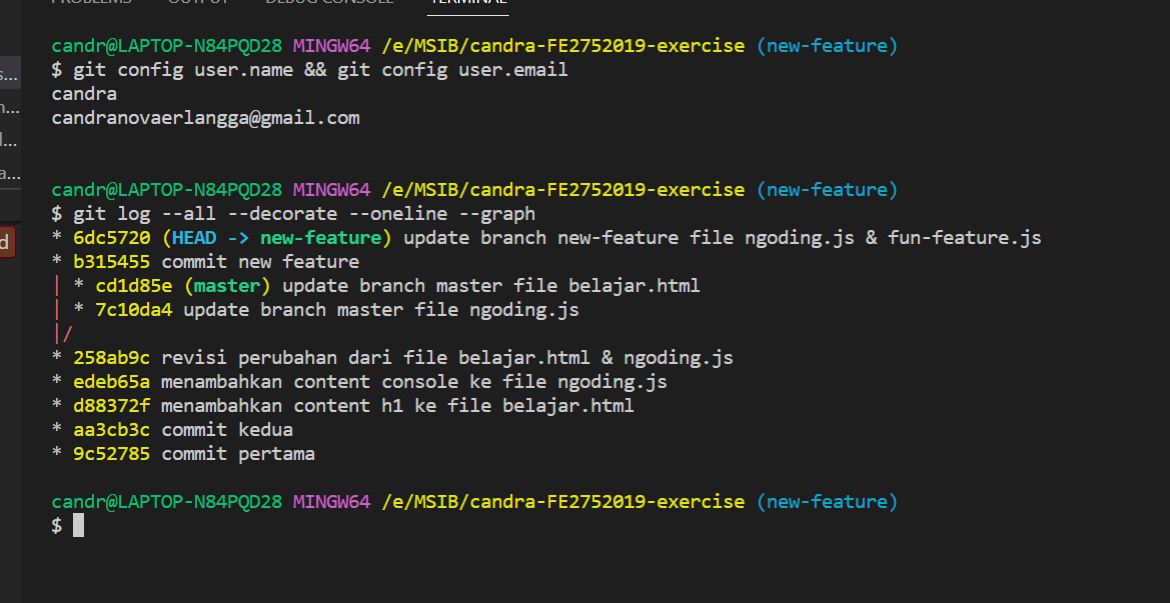 PROBLEMS OUTPUT DEBUG CONSOLE TERMINAL
candr@LAPTOP-N84PQD28 MINGW64 /e/MSIB/candra-FE2752019-exercise (new-feature)
$ git config user.name && git config user.email
candra
candranovaerlangga@gmail.com
candr@LAPTOP-N84PQD28 MINGW64 /e/MSIB/candra-FE2752019-exercise (new-feature)
$ git log --all --decorate --oneline --graph
* 6dc5720 (HEAD -> new-feature) update branch new-feature file ngoding.js & fun-feature.js
* b315455 commit new feature
| * cd1d85e (master) update branch master file belajar.html
| * 7c10da4 update branch master file ngoding.js
|/
* 258ab9c revisi perubahan dari file belajar.html & ngoding.js
* edeb65a menambahkan content console ke file ngoding.js
* d88372f menambahkan content h1 ke file belajar.html
* aa3cb3c commit kedua
* 9c52785 commit pertama
candr@LAPTOP-N84PQD28 MINGW64 /e/MSIB/candra-FE2752019-exercise (new-feature)
$